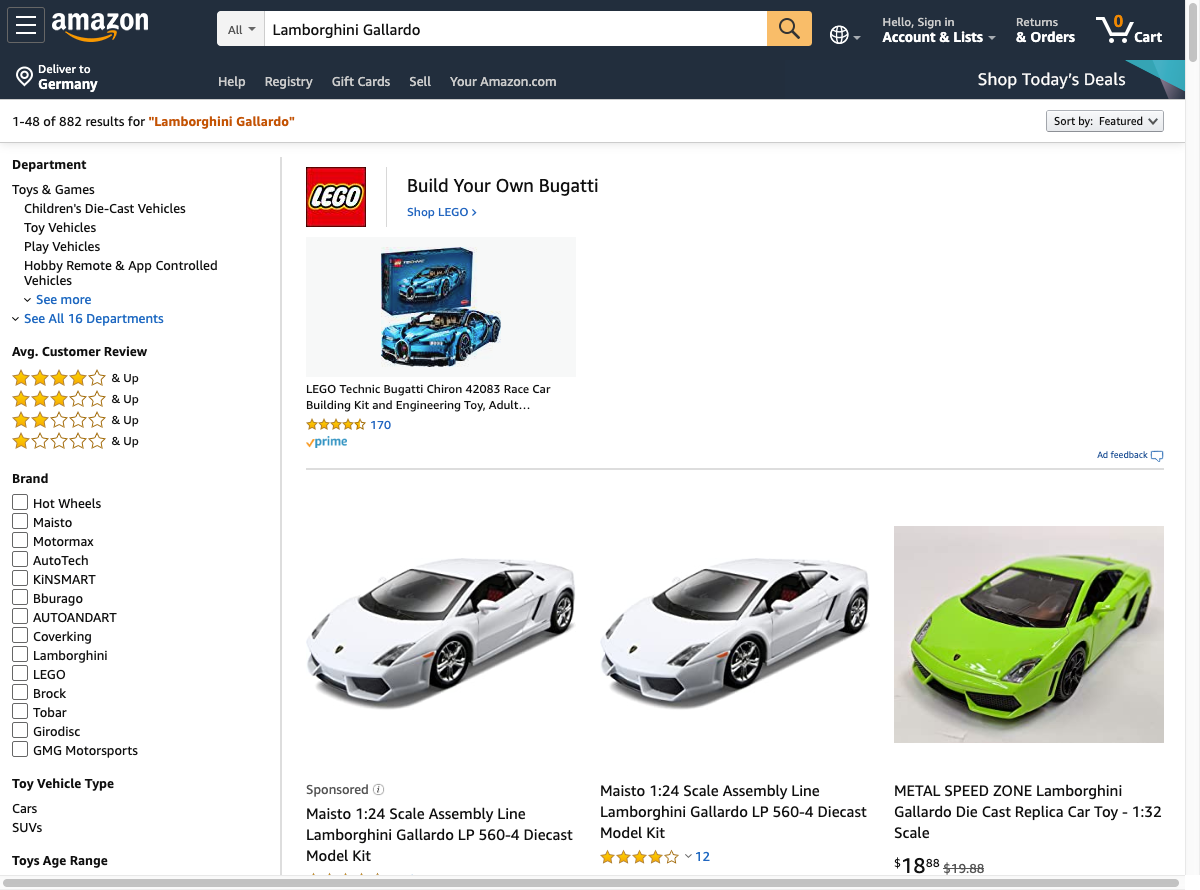 amazon
All
Lamborghini Gallardo
Hello, Sign in
Account & Lists
Returns
& Orders
0
Cart
Deliver to
Germany
Help
Registry
Gift Cards
Sell
Your Amazon.com
Shop Today's Deals
1-48 of 882 results for "Lamborghini Gallardo"
Sort by: Featured
Department
Toys & Games
Children's Die-Cast Vehicles
Toy Vehicles
Play Vehicles
Hobby Remote & App Controlled
Vehicles
See more
See All 16 Departments
Avg. Customer Review
& Up
& Up
& Up
& Up
Brand
Hot Wheels
Maisto
Motormax
AutoTech
KiNSMART
Bburago
AUTOANDART
Coverking
Lamborghini
LEGO
Brock
Tobar
Girodisc
GMG Motorsports
Toy Vehicle Type
Cars
SUVs
Toys Age Range
LEGO
Build Your Own Bugatti
Shop LEGO ›
LEGO Technic Bugatti Chiron 42083 Race Car
Building Kit and Engineering Toy, Adult…
170
prime
Ad feedback
Sponsored
Maisto 1:24 Scale Assembly Line
Lamborghini Gallardo LP 560-4 Diecast
Model Kit
Maisto 1:24 Scale Assembly Line
Lamborghini Gallardo LP 560-4 Diecast
Model Kit
12
METAL SPEED ZONE Lamborghini
Gallardo Die Cast Replica Car Toy - 1:32
Scale
$18.88 $19.88